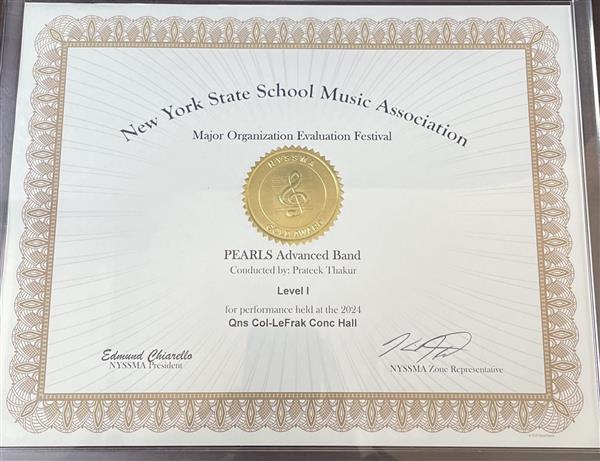 New York State School Music Association
Major Organization Evaluation Festival
NYSSMA
GOLD AWARD
PEARLS Advanced Band
Conducted by: Prateek Thakur
Level I
for performance held at the 2024
Qns Col-LeFrak Conc Hall
Edmund Chiarello
NYSSMA President
NYSSMA Zone Representative